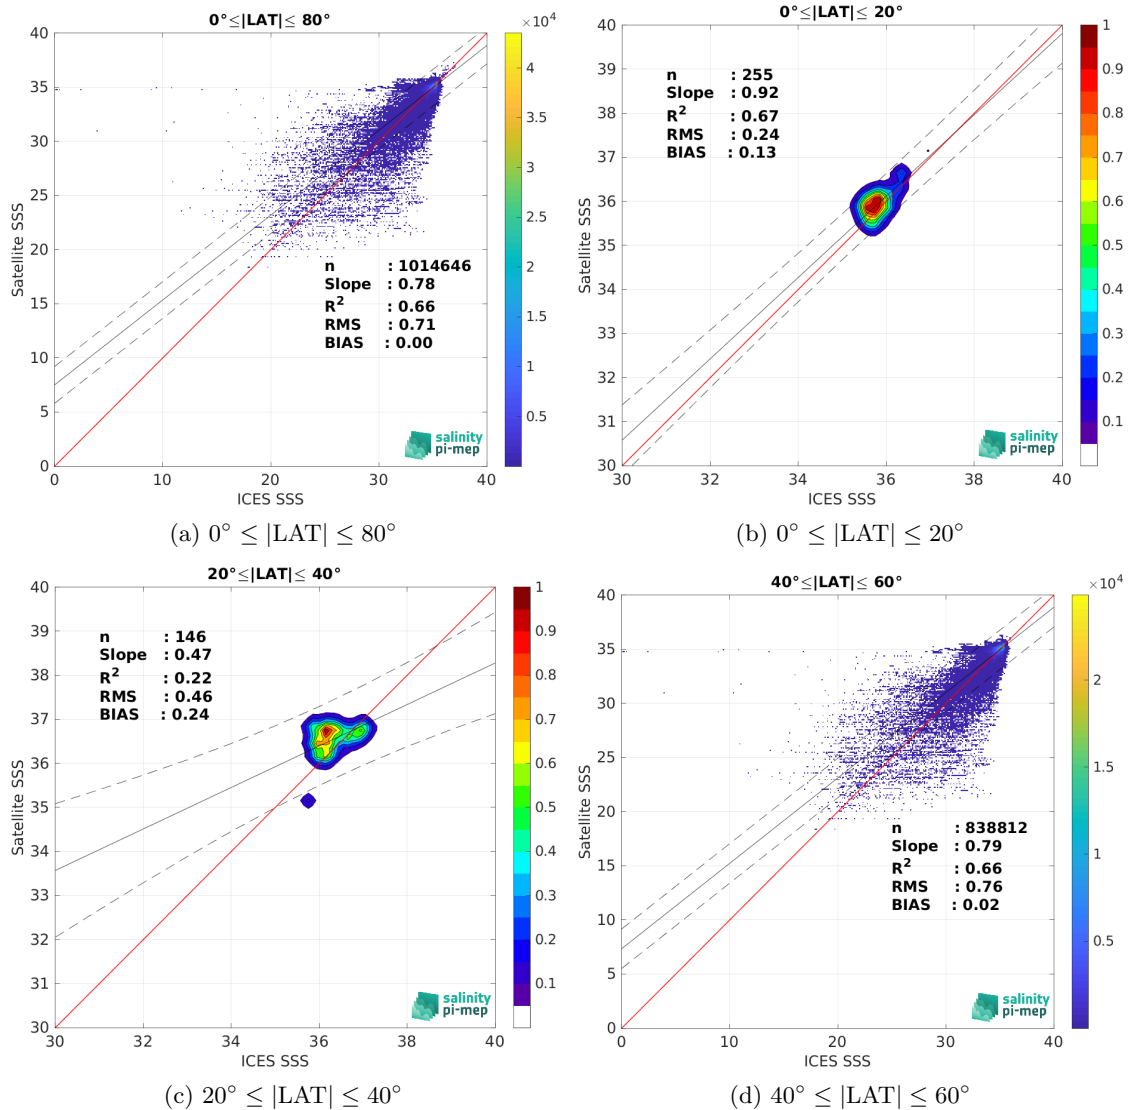 0°≤|LAT|≤ 80°
×10⁴
40
35
30
25
20
15
10
5
0
Satellite SSS
n : 1014646
Slope : 0.78
R² : 0.66
RMS : 0.71
BIAS : 0.00
salinity
pi-mep
0 10 20 30 40
ICES SSS
4
3.5
3
2.5
2
1.5
1
0.5
(a) 0° ≤ |LAT| ≤ 80°
0°≤|LAT|≤ 20°
40
39
38
37
36
35
34
33
32
31
30
Satellite SSS
n : 255
Slope : 0.92
R² : 0.67
RMS : 0.24
BIAS : 0.13
salinity
pi-mep
30 32 34 36 38 40
ICES SSS
1
0.9
0.8
0.7
0.6
0.5
0.4
0.3
0.2
0.1
(b) 0° ≤ |LAT| ≤ 20°
20°≤|LAT|≤ 40°
40
39
38
37
36
35
34
33
32
31
30
Satellite SSS
n : 146
Slope : 0.47
R² : 0.22
RMS : 0.46
BIAS : 0.24
salinity
pi-mep
30 32 34 36 38 40
ICES SSS
1
0.9
0.8
0.7
0.6
0.5
0.4
0.3
0.2
0.1
(c) 20° ≤ |LAT| ≤ 40°
40°≤|LAT|≤ 60°
×10⁴
40
35
30
25
20
15
10
5
0
Satellite SSS
n : 838812
Slope : 0.79
R² : 0.66
RMS : 0.76
BIAS : 0.02
salinity
pi-mep
0 10 20 30 40
ICES SSS
2
1.5
1
0.5
(d) 40° ≤ |LAT| ≤ 60°